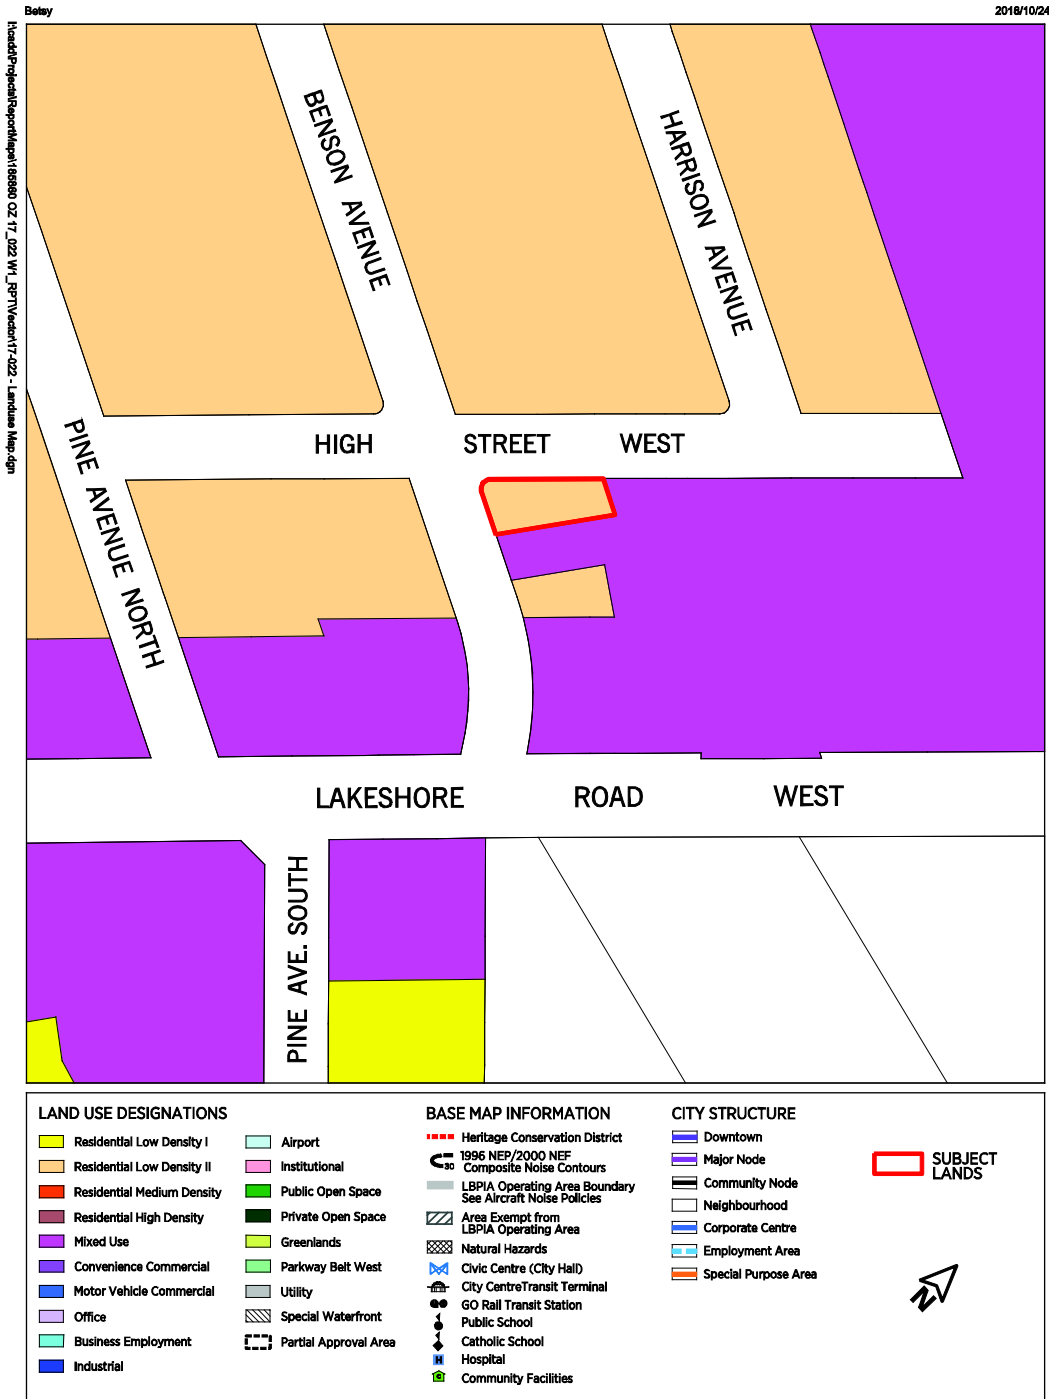 Betsy
2018/10/24
I:\cadd\Projects\ReportMaps\185880 OZ 17_022 W1_RPT\Vector\17-022 - Landuse Map.dgn
BENSON AVENUE
HARRISON AVENUE
HIGH STREET WEST
PINE AVENUE NORTH
LAKESHORE ROAD WEST
PINE AVE. SOUTH
LAND USE DESIGNATIONS
Residential Low Density I
Residential Low Density II
Residential Medium Density
Residential High Density
Mixed Use
Convenience Commercial
Motor Vehicle Commercial
Office
Business Employment
Industrial
Airport
Institutional
Public Open Space
Private Open Space
Greenlands
Parkway Belt West
Utility
Special Waterfront
Partial Approval Area
BASE MAP INFORMATION
Heritage Conservation District
30
1996 NEP/2000 NEF
Composite Noise Contours
LBPIA Operating Area Boundary
See Aircraft Noise Policies
Area Exempt from
LBPIA Operating Area
Natural Hazards
Civic Centre (City Hall)
City CentreTransit Terminal
GO Rail Transit Station
Public School
Catholic School
H Hospital
Community Facilities
CITY STRUCTURE
Downtown
Major Node
Community Node
Neighbourhood
Corporate Centre
Employment Area
Special Purpose Area
SUBJECT
LANDS
N